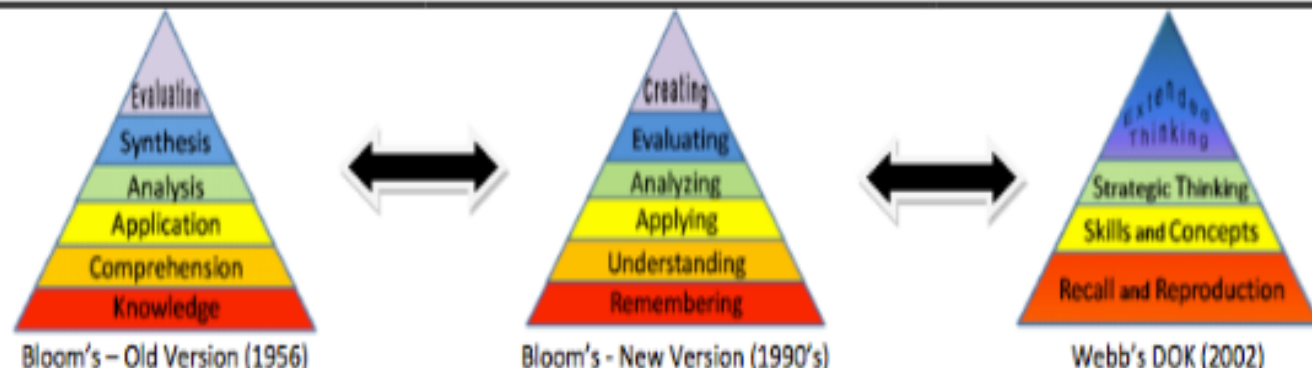 Evaluation
Synthesis
Analysis
Application
Comprehension
Knowledge
Bloom's – Old Version (1956)
Creating
Evaluating
Analyzing
Applying
Understanding
Remembering
Bloom's - New Version (1990's)
Extended
Thinking
Strategic Thinking
Skills and Concepts
Recall and Reproduction
Webb's DOK (2002)